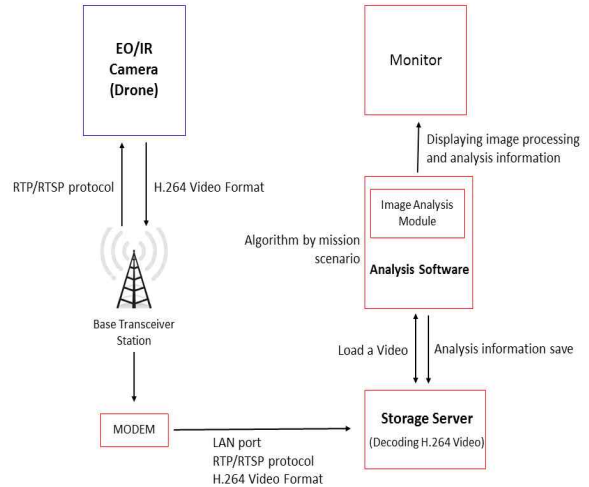 EO/IR
Camera
(Drone)
Monitor
Displaying image processing
and analysis information
RTP/RTSP protocol
H.264 Video Format
Image Analysis
Module
Algorithm by mission
scenario
Analysis Software
Base Transceiver
Station
Load a Video
Analysis information save
MODEM
LAN port
RTP/RTSP protocol
H.264 Video Format
Storage Server
(Decoding H.264 Video)